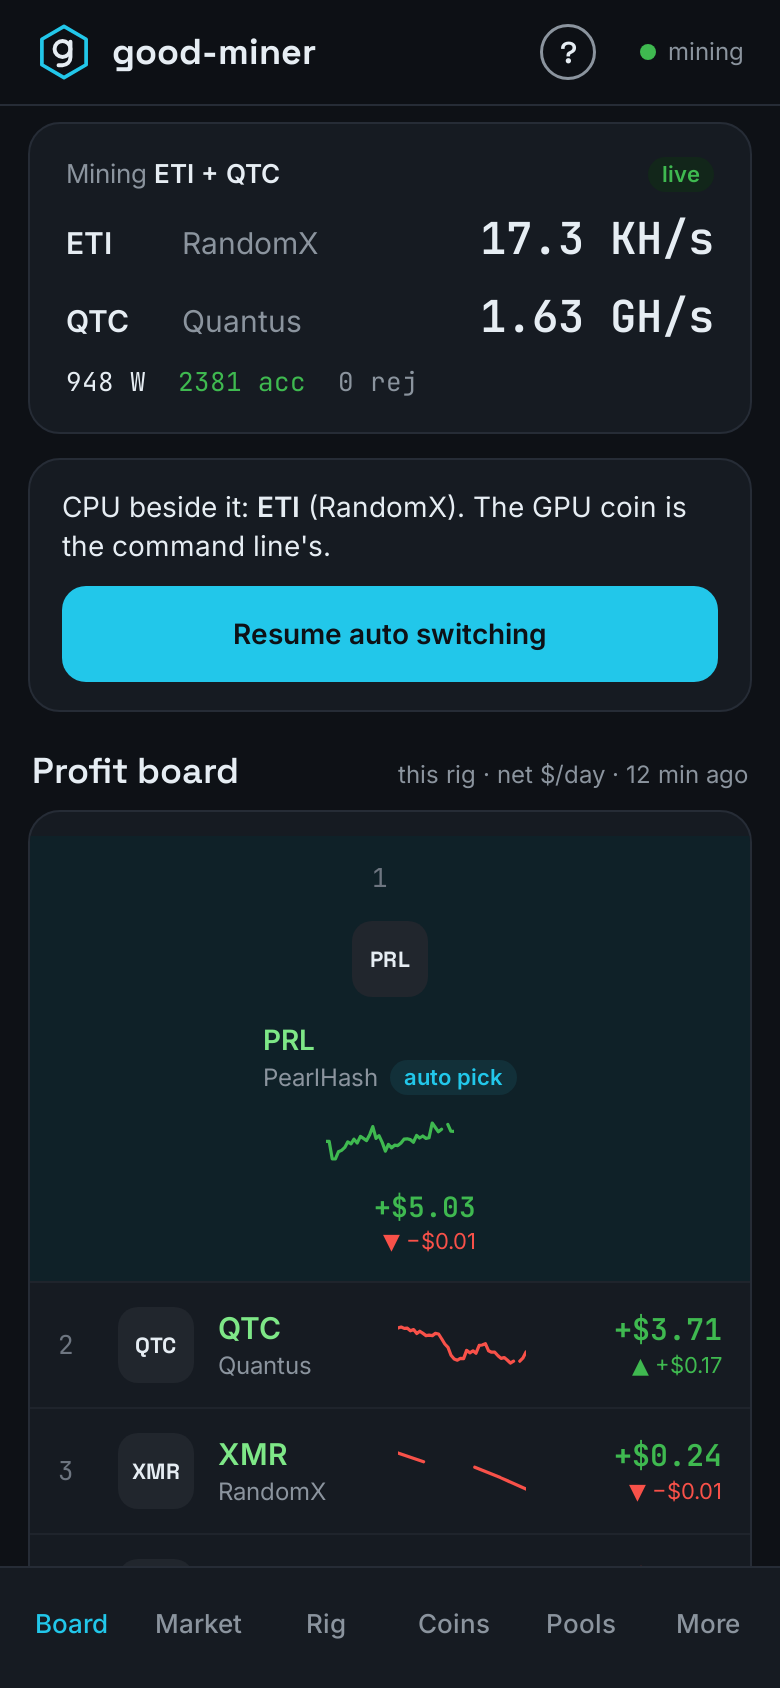 good-miner
?
mining
Mining ETI + QTC
live
ETI RandomX 17.3 KH/s
QTC Quantus 1.63 GH/s
948 W 2381 acc 0 rej
CPU beside it: ETI (RandomX). The GPU coin is
the command line's.
Resume auto switching
Profit board
this rig · net $/day · 12 min ago
1
PRL
PRL
PearlHash auto pick
+$5.03
▼ −$0.01
2
QTC
QTC
Quantus
+$3.71
▲ +$0.17
3
XMR
XMR
RandomX
+$0.24
▼ −$0.01
Board Market Rig Coins Pools More